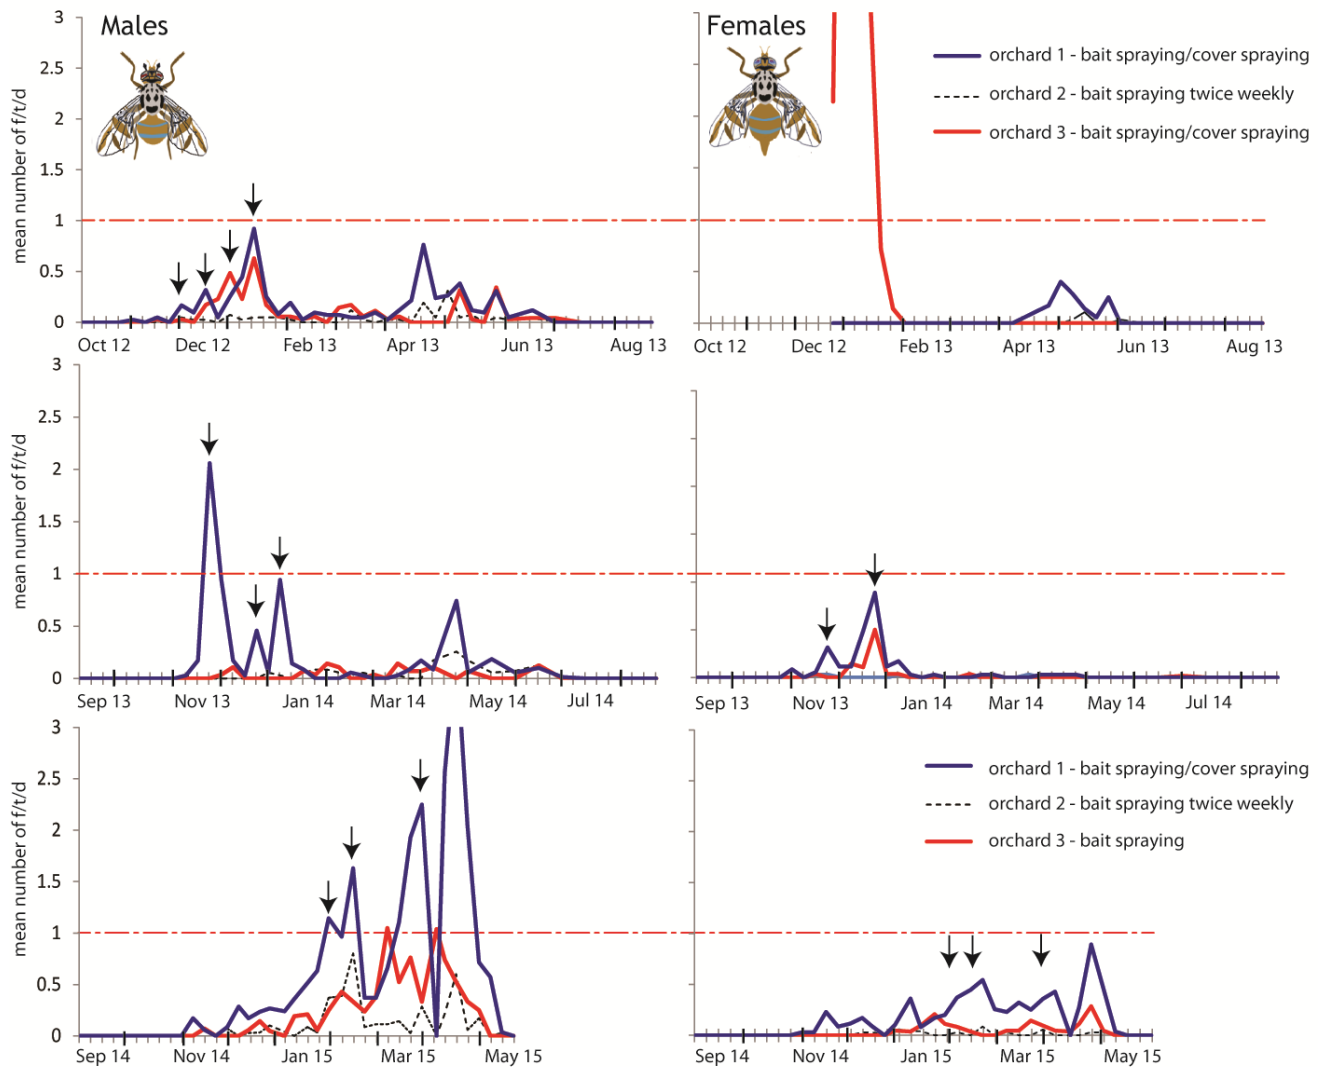 Males
Females
3
2.5
2
1.5
1
0.5
0
mean number of f/t/d
orchard 1 - bait spraying/cover spraying
orchard 2 - bait spraying twice weekly
orchard 3 - bait spraying/cover spraying
Oct 12 Dec 12 Feb 13 Apr 13 Jun 13 Aug 13
Oct 12 Dec 12 Feb 13 Apr 13 Jun 13 Aug 13
3
2.5
2
1.5
1
0.5
0
mean number of f/t/d
Sep 13 Nov 13 Jan 14 Mar 14 May 14 Jul 14
Sep 13 Nov 13 Jan 14 Mar 14 May 14 Jul 14
3
2.5
2
1.5
1
0.5
0
mean number of f/t/d
orchard 1 - bait spraying/cover spraying
orchard 2 - bait spraying twice weekly
orchard 3 - bait spraying
Sep 14 Nov 14 Jan 15 Mar 15 May 15
Sep 14 Nov 14 Jan 15 Mar 15 May 15